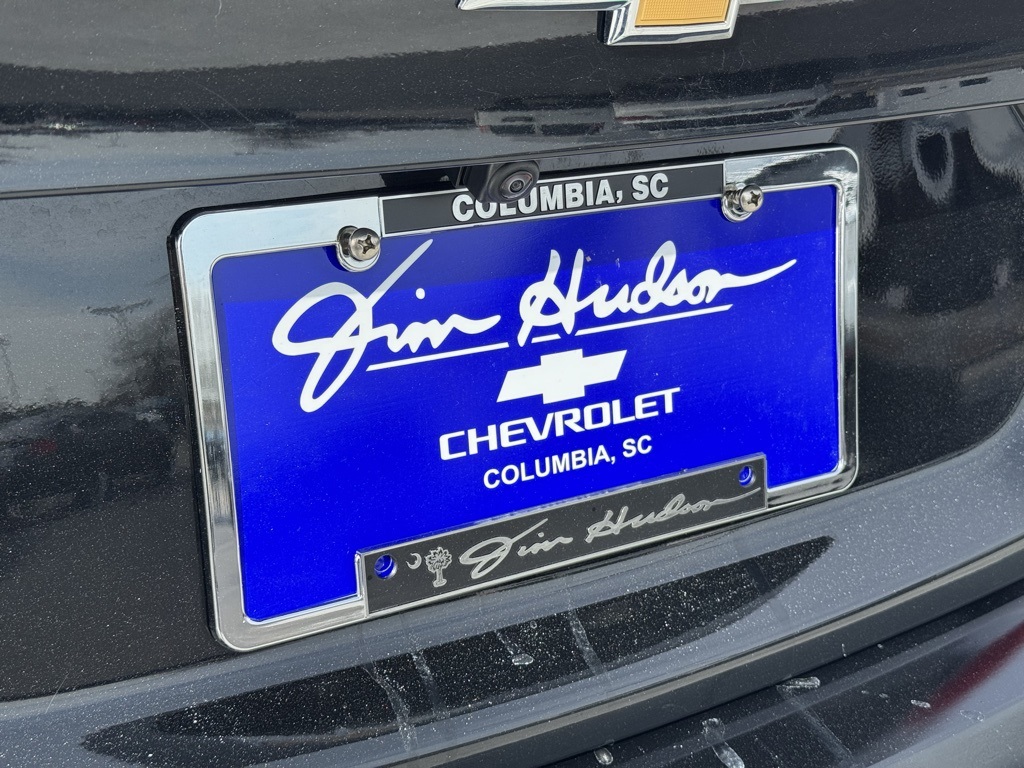 COLUMBIA, SC
Jim Hudson
CHEVROLET
COLUMBIA, SC
Jim Hudson